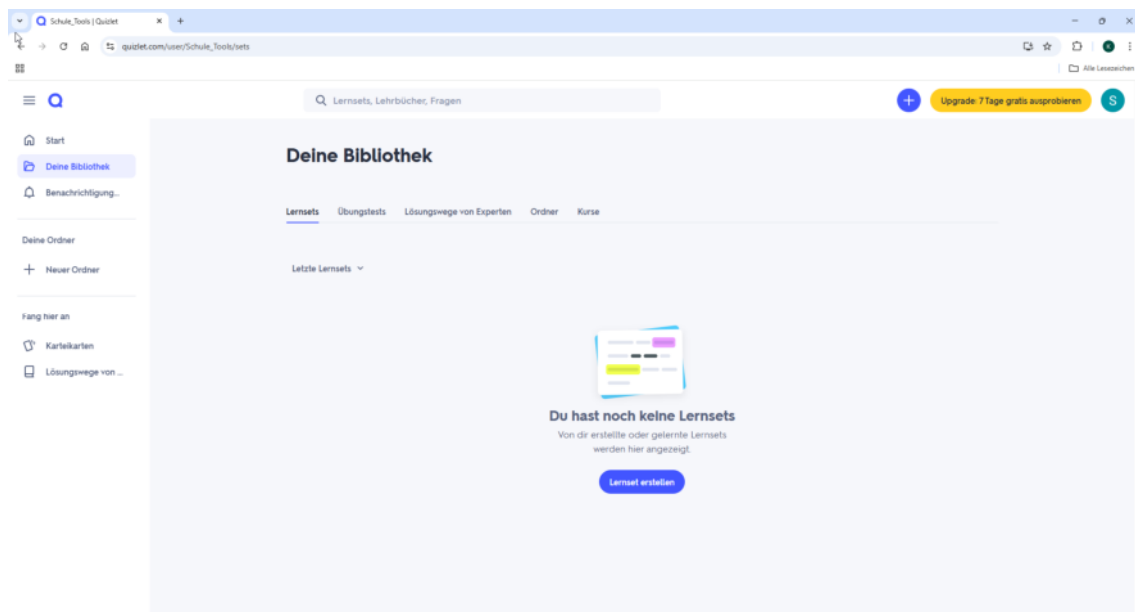 Schule_Tools | Quizlet
quizlet.com/user/Schule_Tools/sets
Alle Lesezeichen
Lernsets, Lehrbücher, Fragen
Upgrade: 7 Tage gratis ausprobieren
S
Start
Deine Bibliothek
Benachrichtigung...
Deine Ordner
Neuer Ordner
Fang hier an
Karteikarten
Lösungswege von ...
Deine Bibliothek
Lernsets Übungstests Lösungswege von Experten Ordner Kurse
Letzte Lernsets
Du hast noch keine Lernsets
Von dir erstellte oder gelernte Lernsets
werden hier angezeigt.
Lernset erstellen